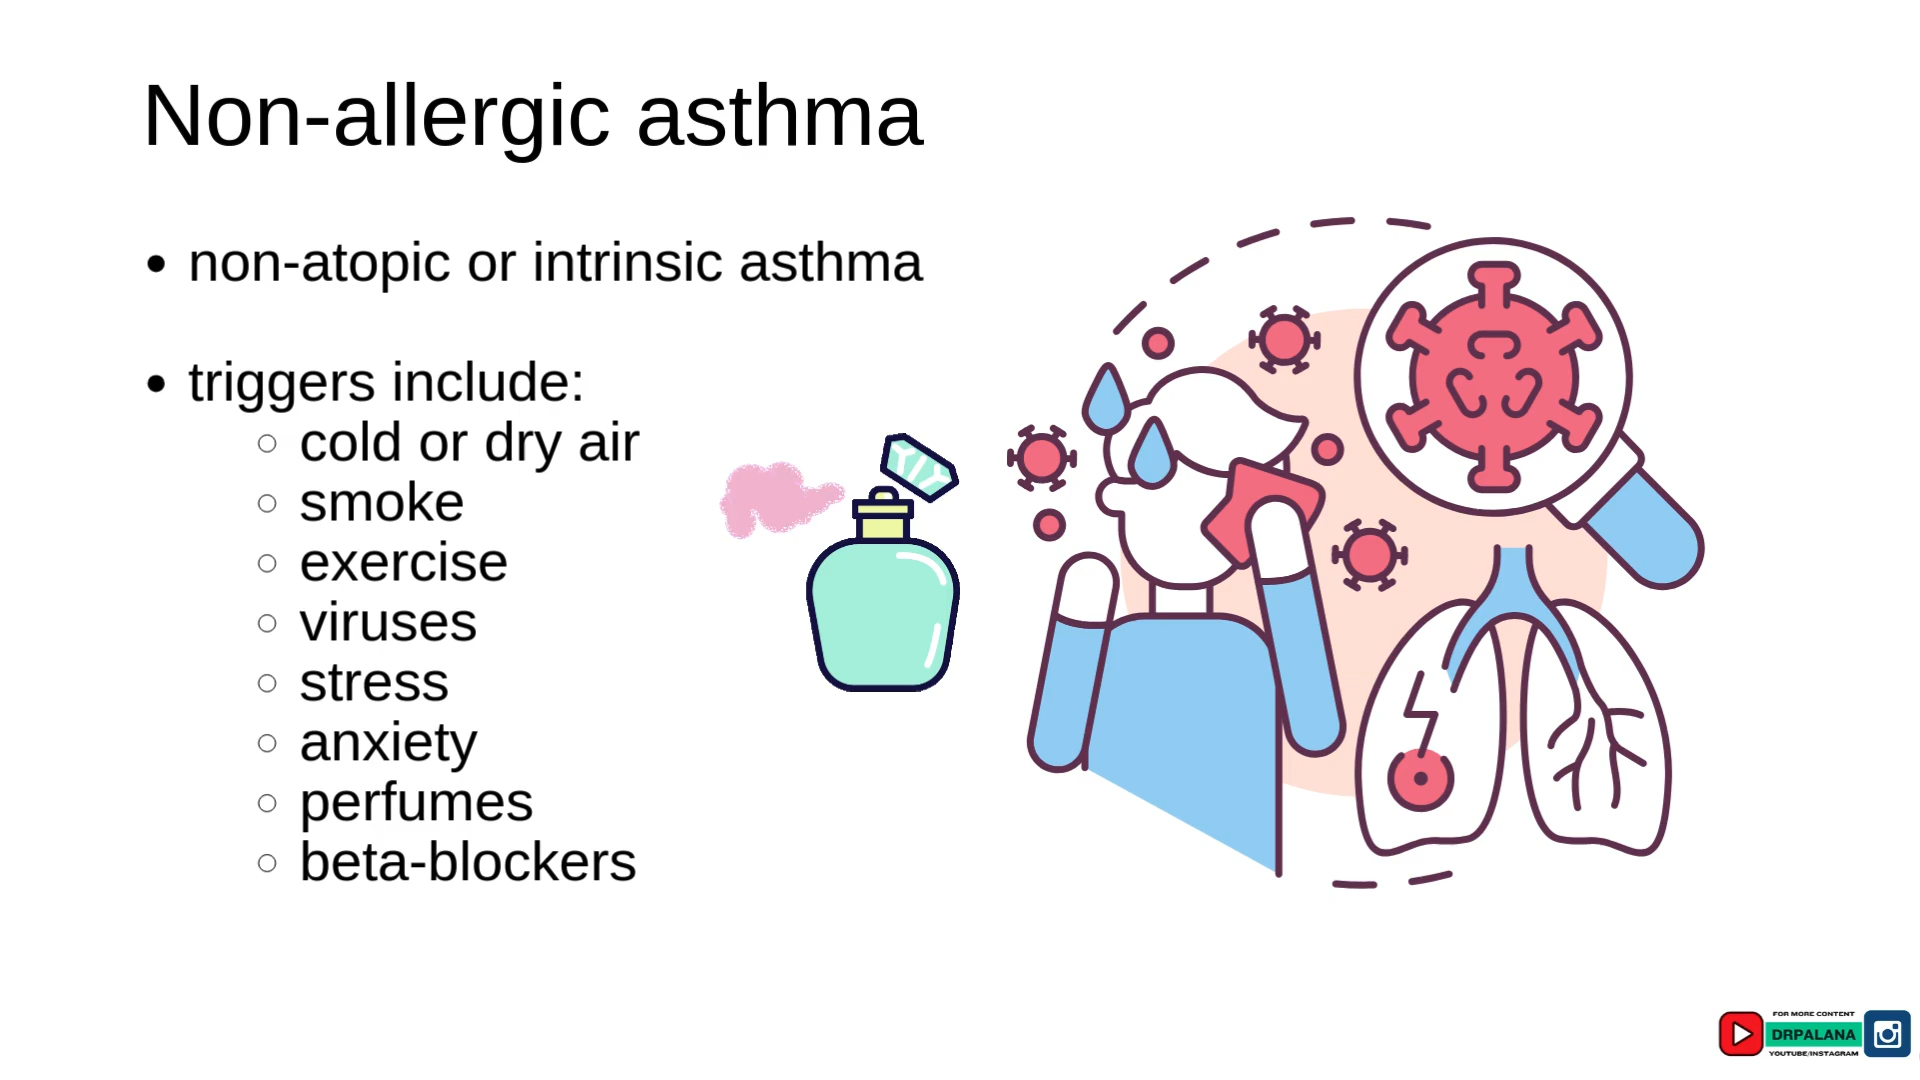 Non-allergic asthma
• non-atopic or intrinsic asthma
• triggers include:
○ cold or dry air
○ smoke
○ exercise
○ viruses
○ stress
○ anxiety
○ perfumes
○ beta-blockers
FOR MORE CONTENT
DRPALANA
YOUTUBE/INSTAGRAM